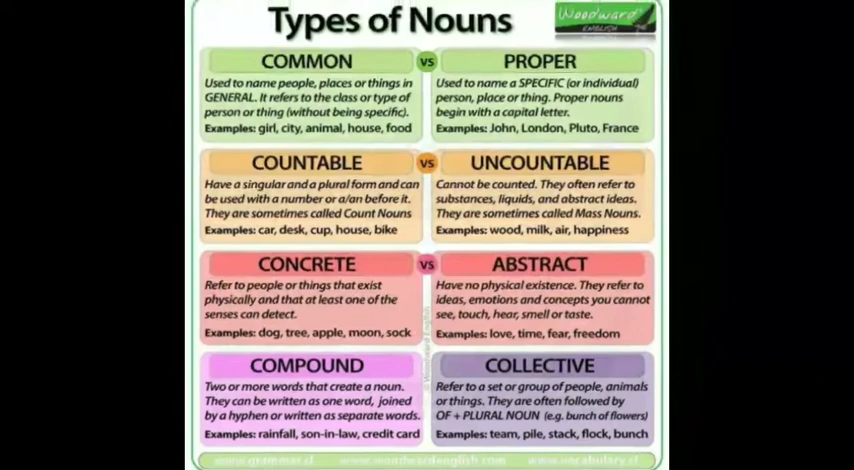 Types of Nouns
Woodward
ENGLISH
COMMON
vs
PROPER
Used to name people, places or things in
GENERAL. It refers to the class or type of
person or thing (without being specific).
Examples: girl, city, animal, house, food
Used to name a SPECIFIC (or individual)
person, place or thing. Proper nouns
begin with a capital letter.
Examples: John, London, Pluto, France
COUNTABLE
vs
UNCOUNTABLE
Have a singular and a plural form and can
be used with a number or a/an before it.
They are sometimes called Count Nouns
Examples: car, desk, cup, house, bike
Cannot be counted. They often refer to
substances, liquids, and abstract ideas.
They are sometimes called Mass Nouns.
Examples: wood, milk, air, happiness
CONCRETE
vs
ABSTRACT
Refer to people or things that exist
physically and that at least one of the
senses can detect.
Examples: dog, tree, apple, moon, sock
Have no physical existence. They refer to
ideas, emotions and concepts you cannot
see, touch, hear, smell or taste.
Examples: love, time, fear, freedom
© Woodward English
COMPOUND
COLLECTIVE
Two or more words that create a noun.
They can be written as one word, joined
by a hyphen or written as separate words.
Examples: rainfall, son-in-law, credit card
Refer to a set or group of people, animals
or things. They are often followed by
OF + PLURAL NOUN (e.g. bunch of flowers)
Examples: team, pile, stack, flock, bunch
www.grammar.cl www.woodwardenglish.com www.vocabulary.cl